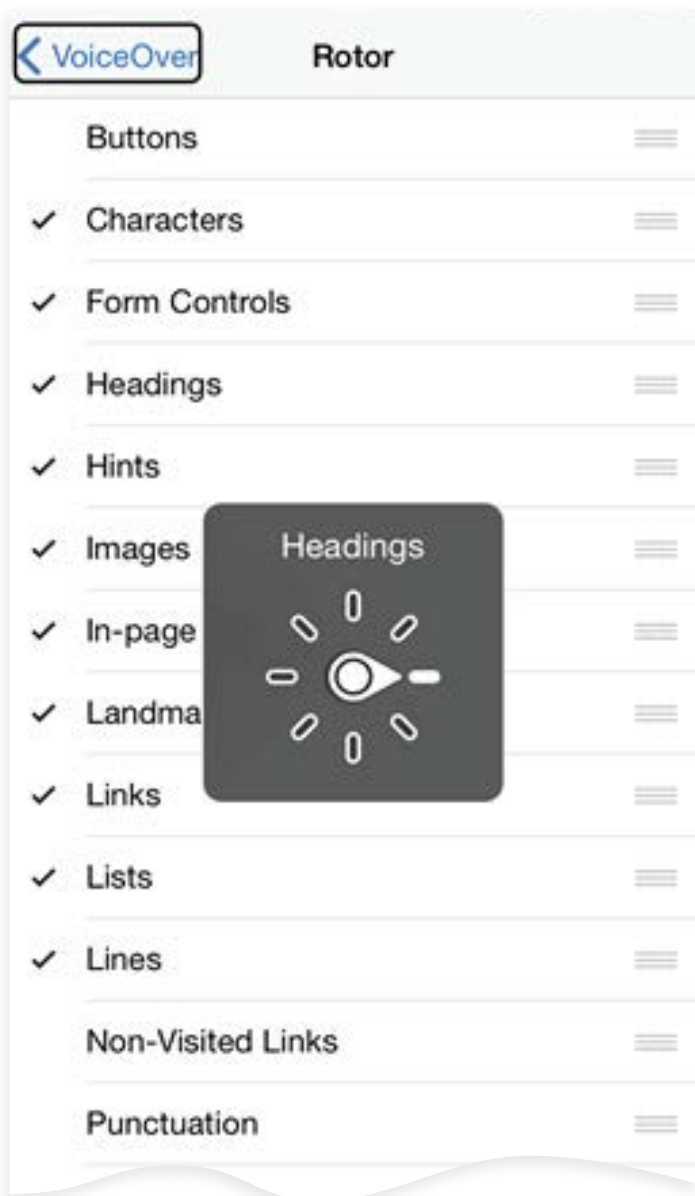 VoiceOver Rotor
Buttons
Characters
Form Controls
Headings
Hints
Images
Headings
In-page
Landma
Links
Lists
Lines
Non-Visited Links
Punctuation